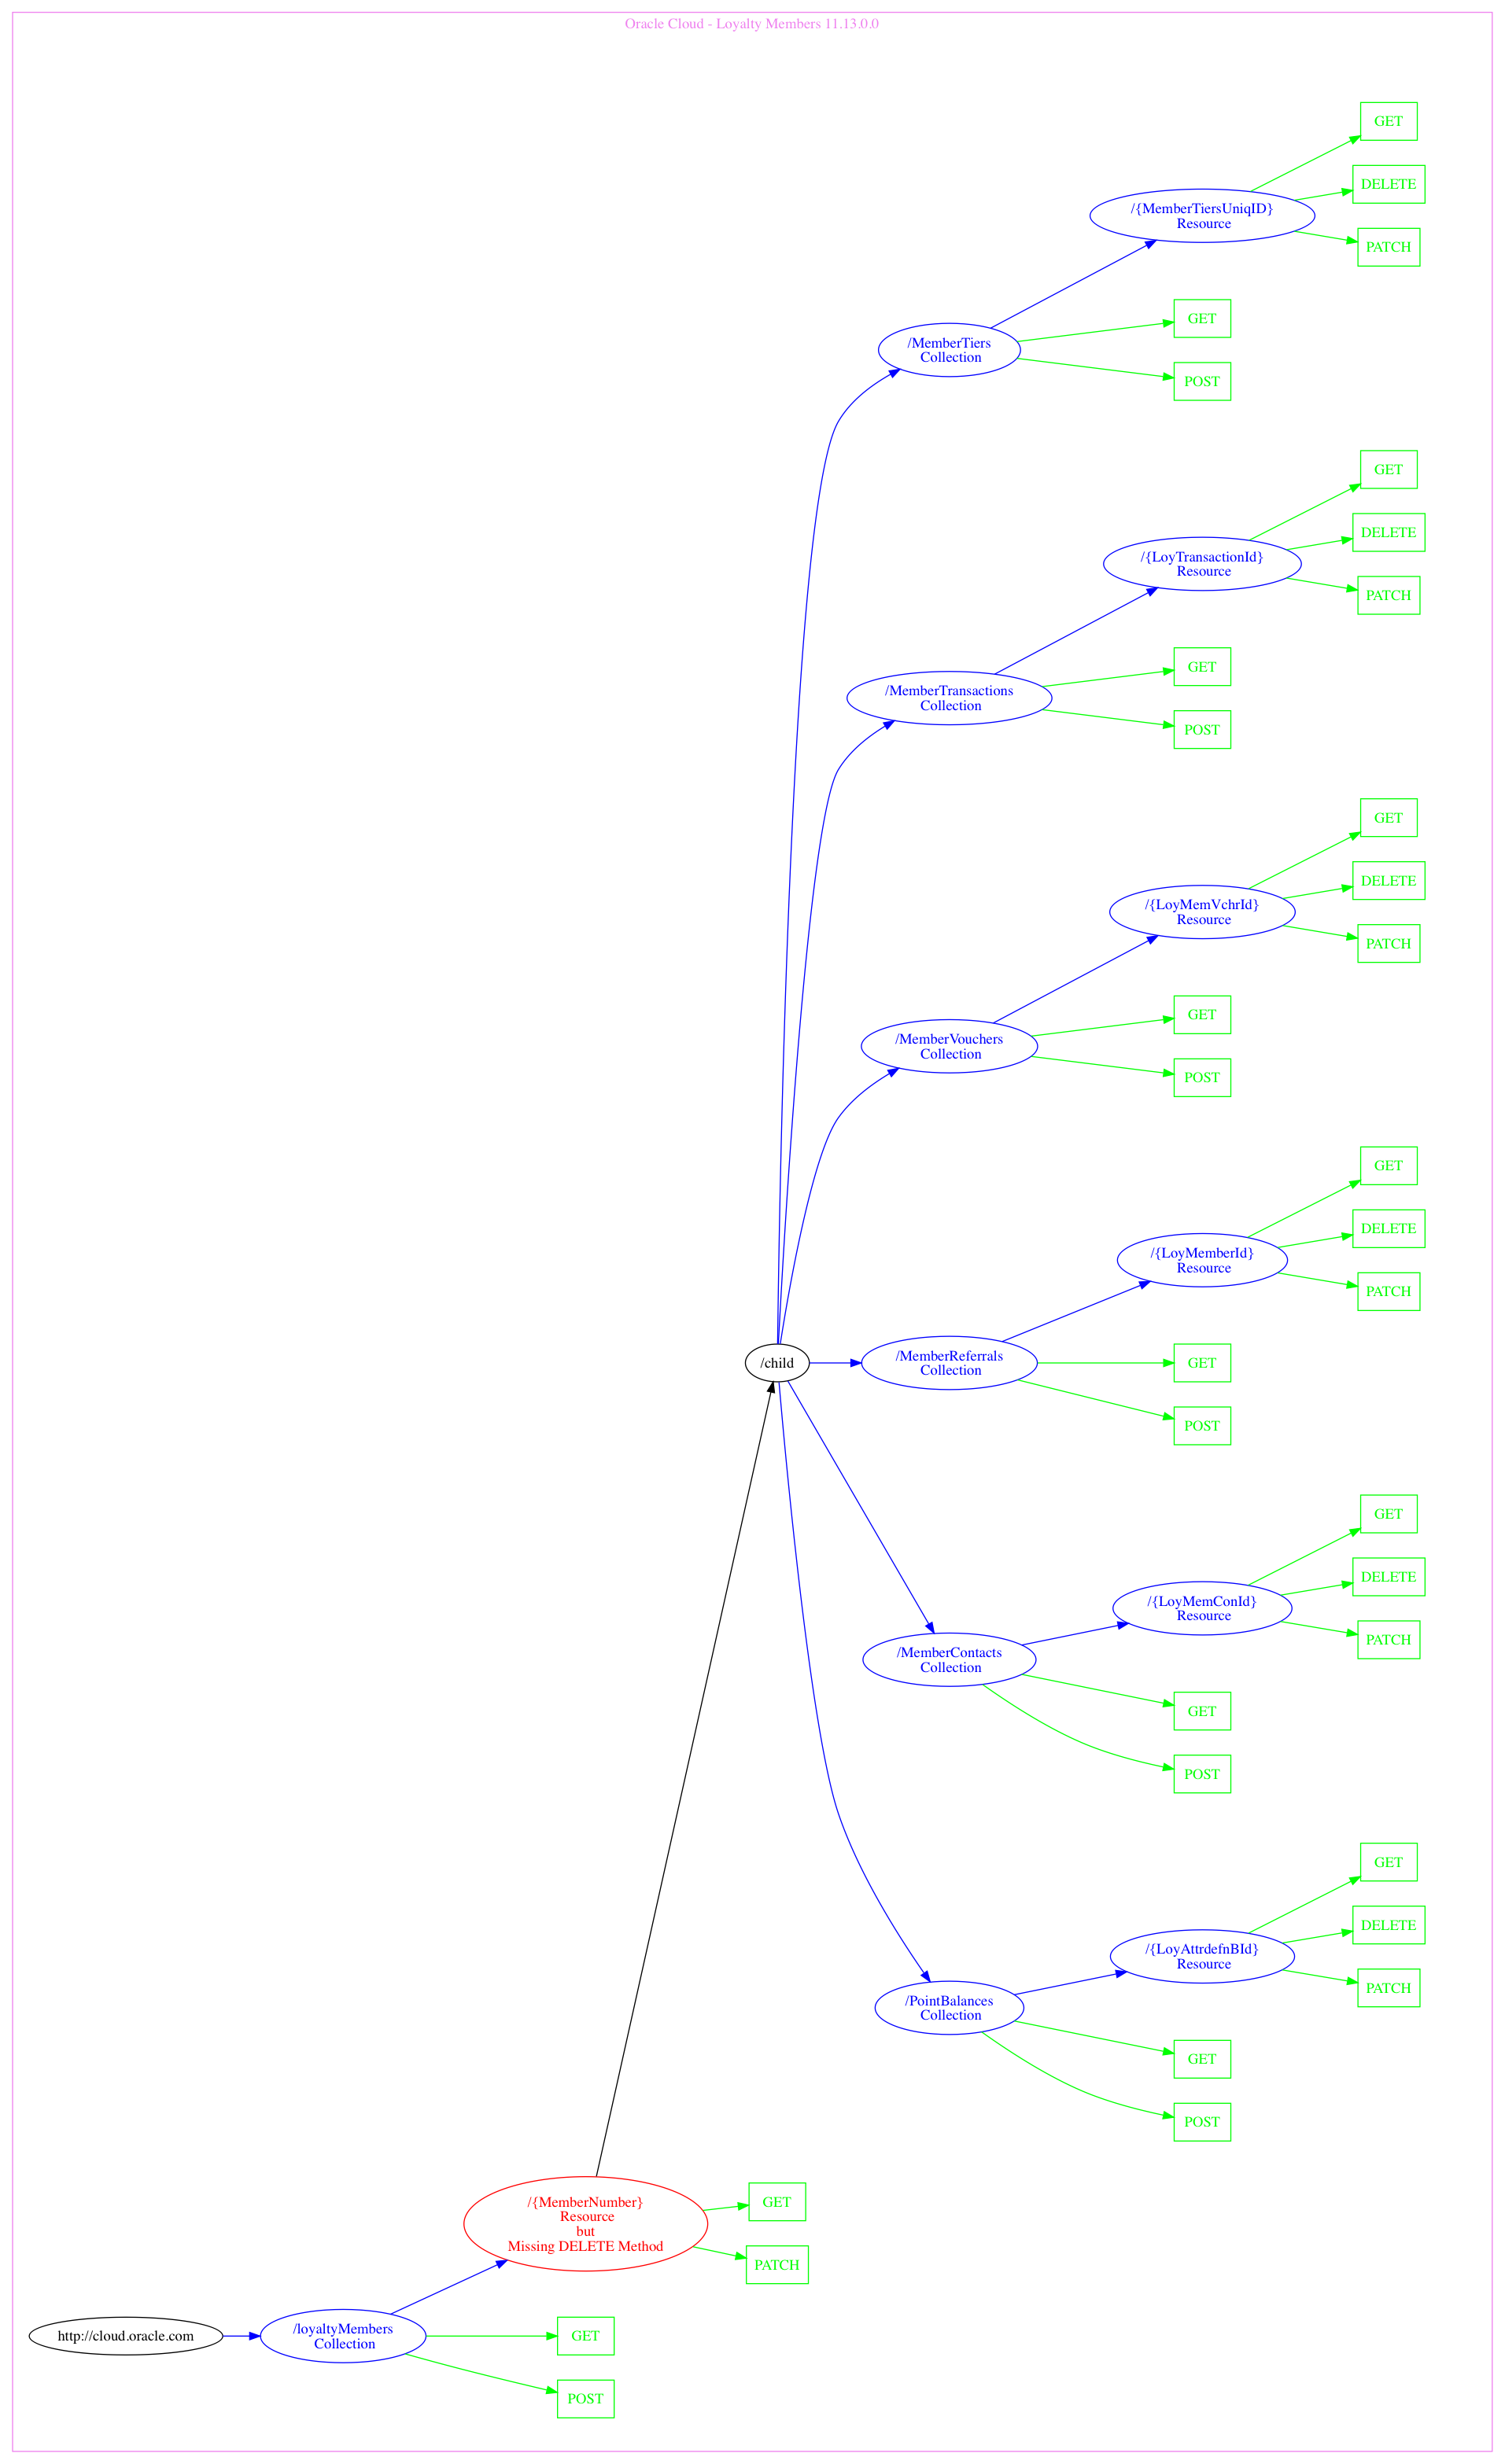 Oracle Cloud - Loyalty Members 11.13.0.0
GET
DELETE
/{MemberTiersUniqID}
Resource
PATCH
GET
/MemberTiers
Collection
POST
GET
DELETE
/{LoyTransactionId}
Resource
PATCH
GET
/MemberTransactions
Collection
POST
GET
DELETE
/{LoyMemVchrId}
Resource
PATCH
GET
/MemberVouchers
Collection
POST
GET
DELETE
/{LoyMemberId}
Resource
PATCH
/child
/MemberReferrals
Collection
GET
POST
GET
DELETE
/{LoyMemConId}
Resource
PATCH
/MemberContacts
Collection
GET
POST
GET
DELETE
/{LoyAttrdefnBId}
Resource
PATCH
/PointBalances
Collection
GET
POST
/{MemberNumber}
Resource
but
Missing DELETE Method
GET
PATCH
http://cloud.oracle.com
/loyaltyMembers
Collection
GET
POST